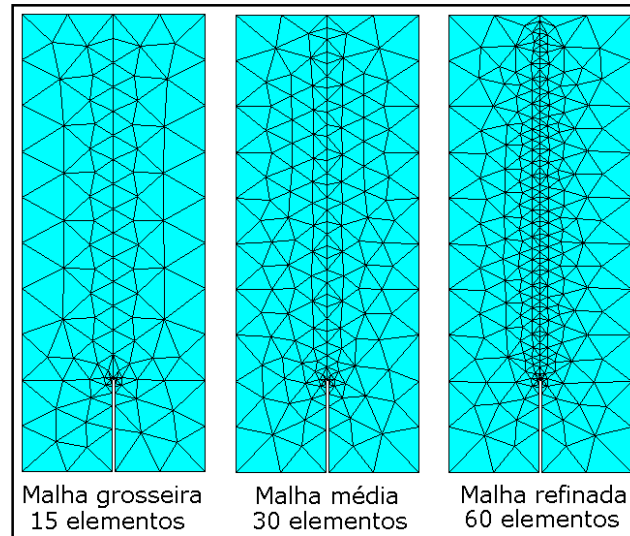 Malha grosseira
15 elementos
Malha média
30 elementos
Malha refinada
60 elementos